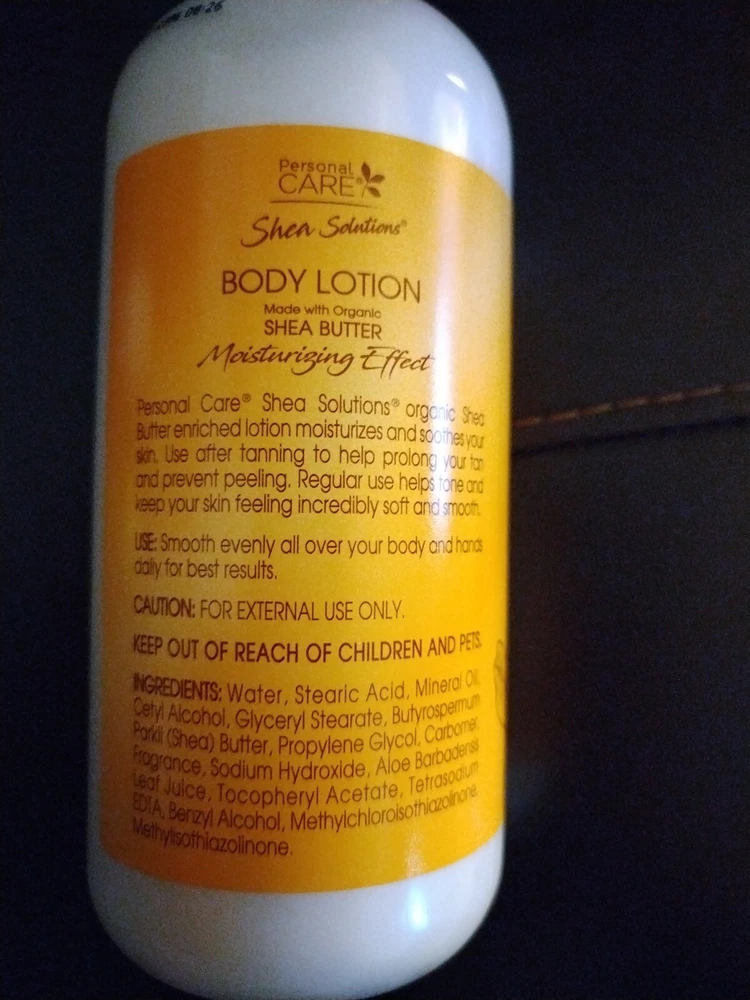 08-26
Personal
CARE®
Shea Solutions®
BODY LOTION
Made with Organic
SHEA BUTTER
Moisturizing Effect
Personal Care® Shea Solutions® organic Shea
Butter enriched lotion moisturizes and soothes your
skin. Use after tanning to help prolong your tan
and prevent peeling. Regular use helps tone and
keep your skin feeling incredibly soft and smooth.
USE: Smooth evenly all over your body and hands
daily for best results.
CAUTION: FOR EXTERNAL USE ONLY.
KEEP OUT OF REACH OF CHILDREN AND PETS.
INGREDIENTS: Water, Stearic Acid, Mineral Oil,
Cetyl Alcohol, Glyceryl Stearate, Butyrospermum
Parkii (Shea) Butter, Propylene Glycol, Carbomer,
Fragrance, Sodium Hydroxide, Aloe Barbadensis
Leaf Juice, Tocopheryl Acetate, Tetrasodium
EDTA, Benzyl Alcohol, Methylchloroisothiazolinone,
Methylisothiazolinone.